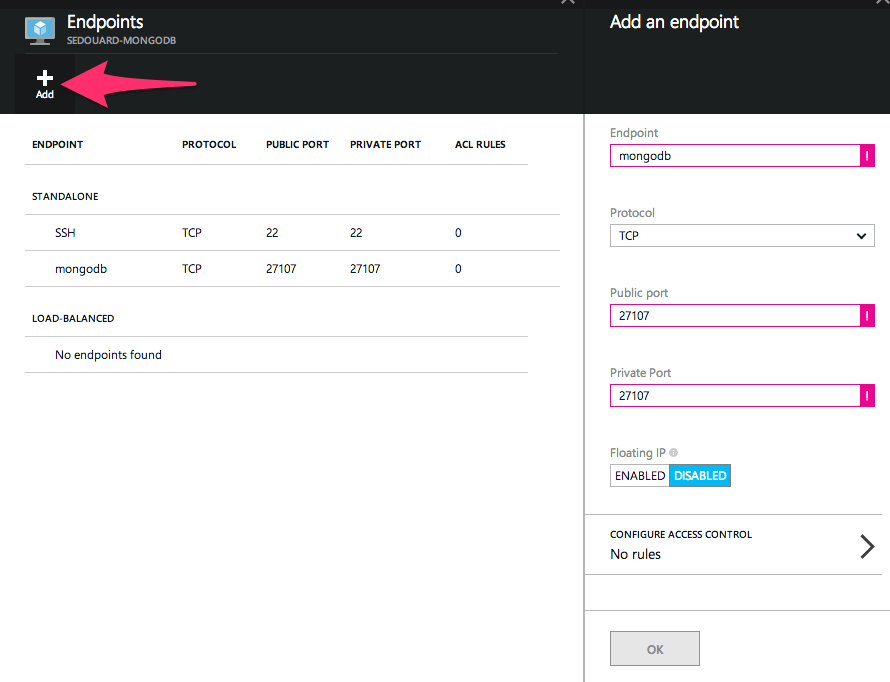 Endpoints
SEDOUARD-MONGODB
Add
ENDPOINT PROTOCOL PUBLIC PORT PRIVATE PORT ACL RULES
STANDALONE
SSH TCP 22 22 0
mongodb TCP 27107 27107 0
LOAD-BALANCED
No endpoints found
Add an endpoint
Endpoint
mongodb !
Protocol
TCP
Public port
27107 !
Private Port
27107 !
Floating IP
ENABLED DISABLED
CONFIGURE ACCESS CONTROL
No rules
OK